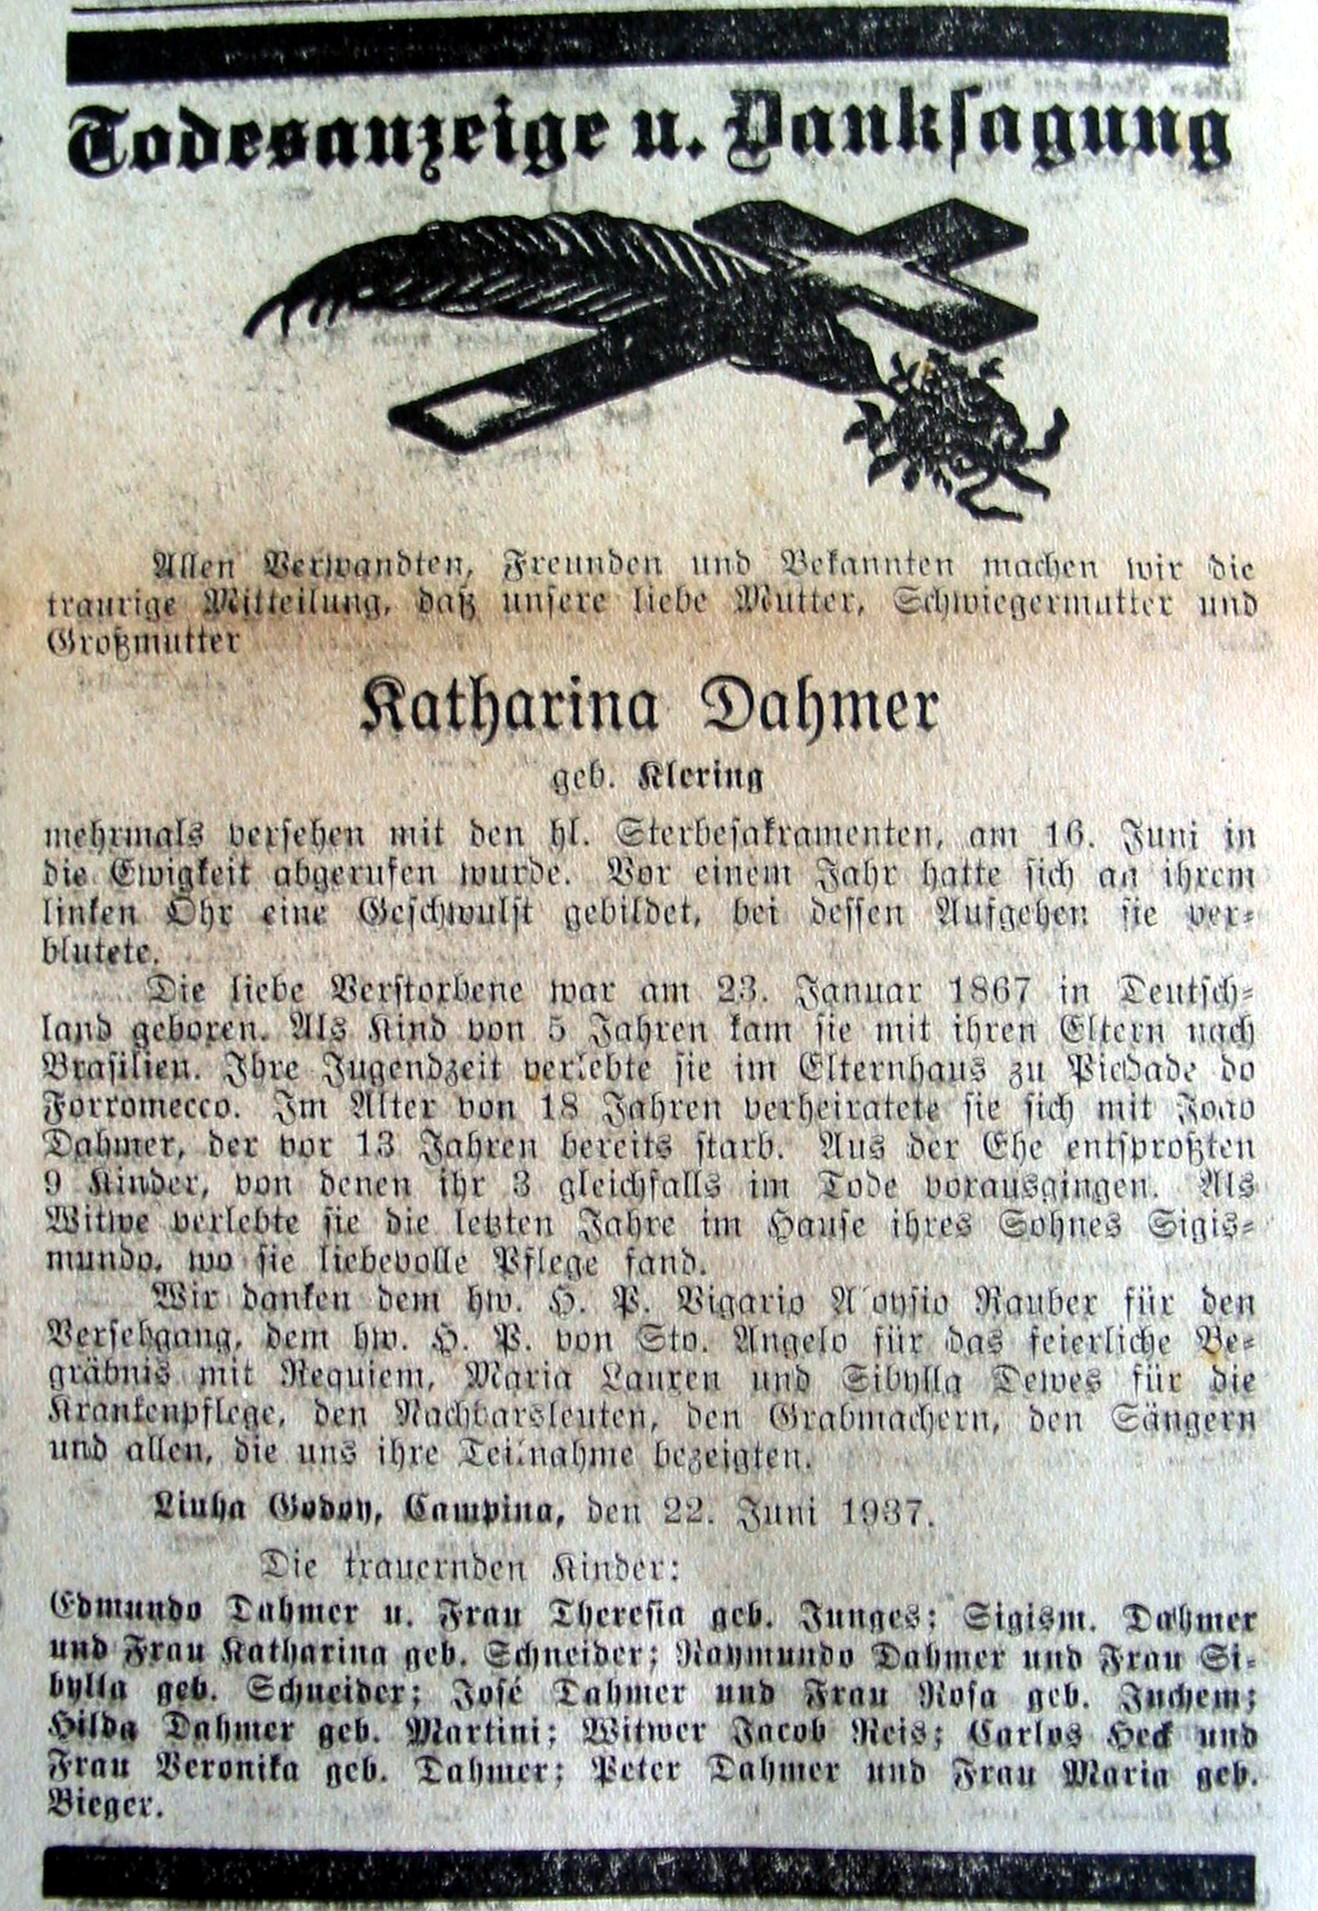 Todesanzeige u. Danksagung
Allen Verwandten, Freunden und Bekannten machen wir die
traurige Mitteilung, daß unsere liebe Mutter, Schwiegermutter und
Großmutter
Katharina Dahmer
geb. Klering
mehrmals versehen mit den hl. Sterbesakramenten, am 16. Juni in
die Ewigkeit abgerufen wurde. Vor einem Jahr hatte sich an ihrem
linken Ohr eine Geschwulst gebildet, bei dessen Aufgehen sie ver-
blutete.
Die liebe Verstorbene war am 23. Januar 1867 in Deutsch-
land geboren. Als Kind von 5 Jahren kam sie mit ihren Eltern nach
Brasilien. Ihre Jugendzeit verlebte sie im Elternhaus zu Piedade do
Forromecco. Im Alter von 18 Jahren verheiratete sie sich mit Joao
Dahmer, der vor 13 Jahren bereits starb. Aus der Ehe entsproßten
9 Kinder, von denen ihr 3 gleichfalls im Tode vorausgingen. Als
Witwe verlebte sie die letzten Jahre im Hause ihres Sohnes Sigis-
mundo, wo sie liebevolle Pflege fand.
Wir danken dem hw. H. P. Vigario Aloysio Rauber für den
Versehgang, dem hw. H. P. von Sto. Angelo für das feierliche Be-
gräbnis mit Requiem, Maria Lauxen und Sibylla Dewes für die
Krankenpflege, den Nachbarsleuten, den Grabmachern, den Sängern
und allen, die uns ihre Teilnahme bezeigten.
Linha Godoy, Campina, den 22. Juni 1937.
Die trauernden Kinder:
Edmundo Dahmer u. Frau Theresia geb. Junges; Sigism. Dahmer
und Frau Katharina geb. Schneider; Raymundo Dahmer und Frau Si-
bylla geb. Schneider; José Dahmer und Frau Rosa geb. Juchem;
Hilda Dahmer geb. Martini; Witwer Jacob Reis; Carlos Heck und
Frau Veronika geb. Dahmer; Peter Dahmer und Frau Maria geb.
Bieger.